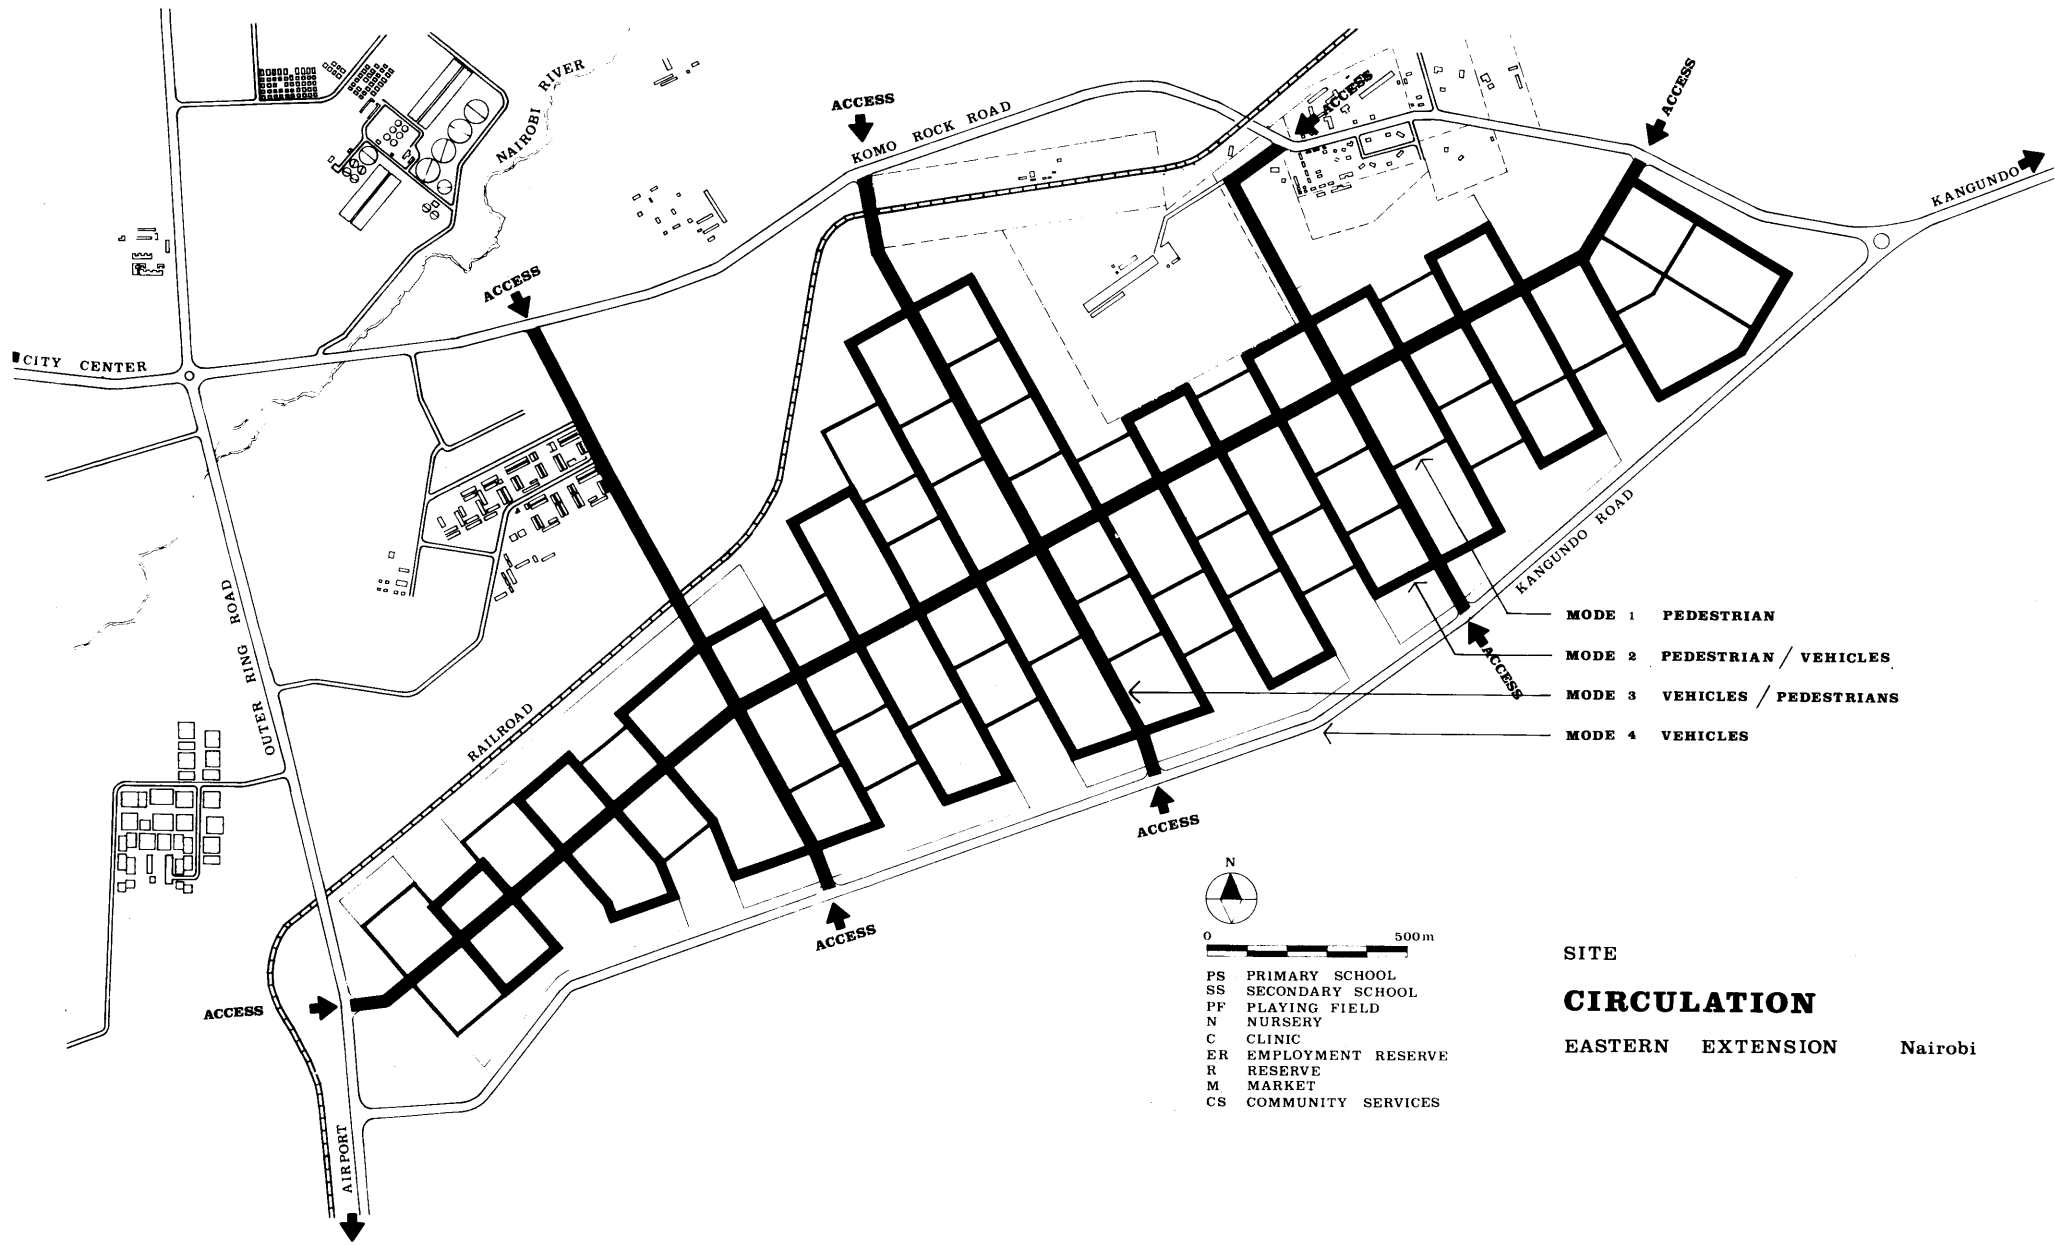 ACCESS
ACCESS
ACCESS
ACCESS
NAIROBI RIVER
KOMO ROCK ROAD
KANGUNDO
CITY CENTER
OUTER RING ROAD
RAILROAD
KANGUNDO ROAD
MODE 1 PEDESTRIAN
MODE 2 PEDESTRIAN / VEHICLES
MODE 3 VEHICLES / PEDESTRIANS
MODE 4 VEHICLES
ACCESS
ACCESS
ACCESS
ACCESS
AIRPORT
N
0 500m
PS PRIMARY SCHOOL
SS SECONDARY SCHOOL
PF PLAYING FIELD
N NURSERY
C CLINIC
ER EMPLOYMENT RESERVE
R RESERVE
M MARKET
CS COMMUNITY SERVICES
SITE
CIRCULATION
EASTERN EXTENSION Nairobi